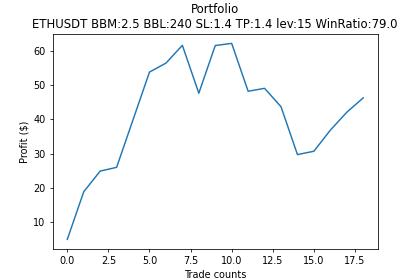 Portfolio
ETHUSDT BBM:2.5 BBL:240 SL:1.4 TP:1.4 lev:15 WinRatio:79.0
60
50
40
30
20
10
Profit ($)
0.0 2.5 5.0 7.5 10.0 12.5 15.0 17.5
Trade counts